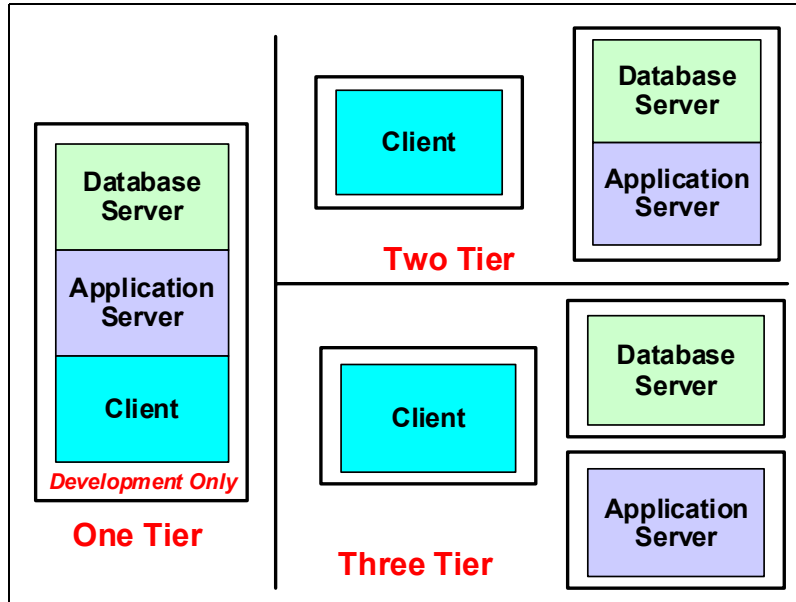 Database
Server
Application
Server
Client
Development Only
One Tier
Client
Database
Server
Application
Server
Two Tier
Client
Database
Server
Application
Server
Three Tier